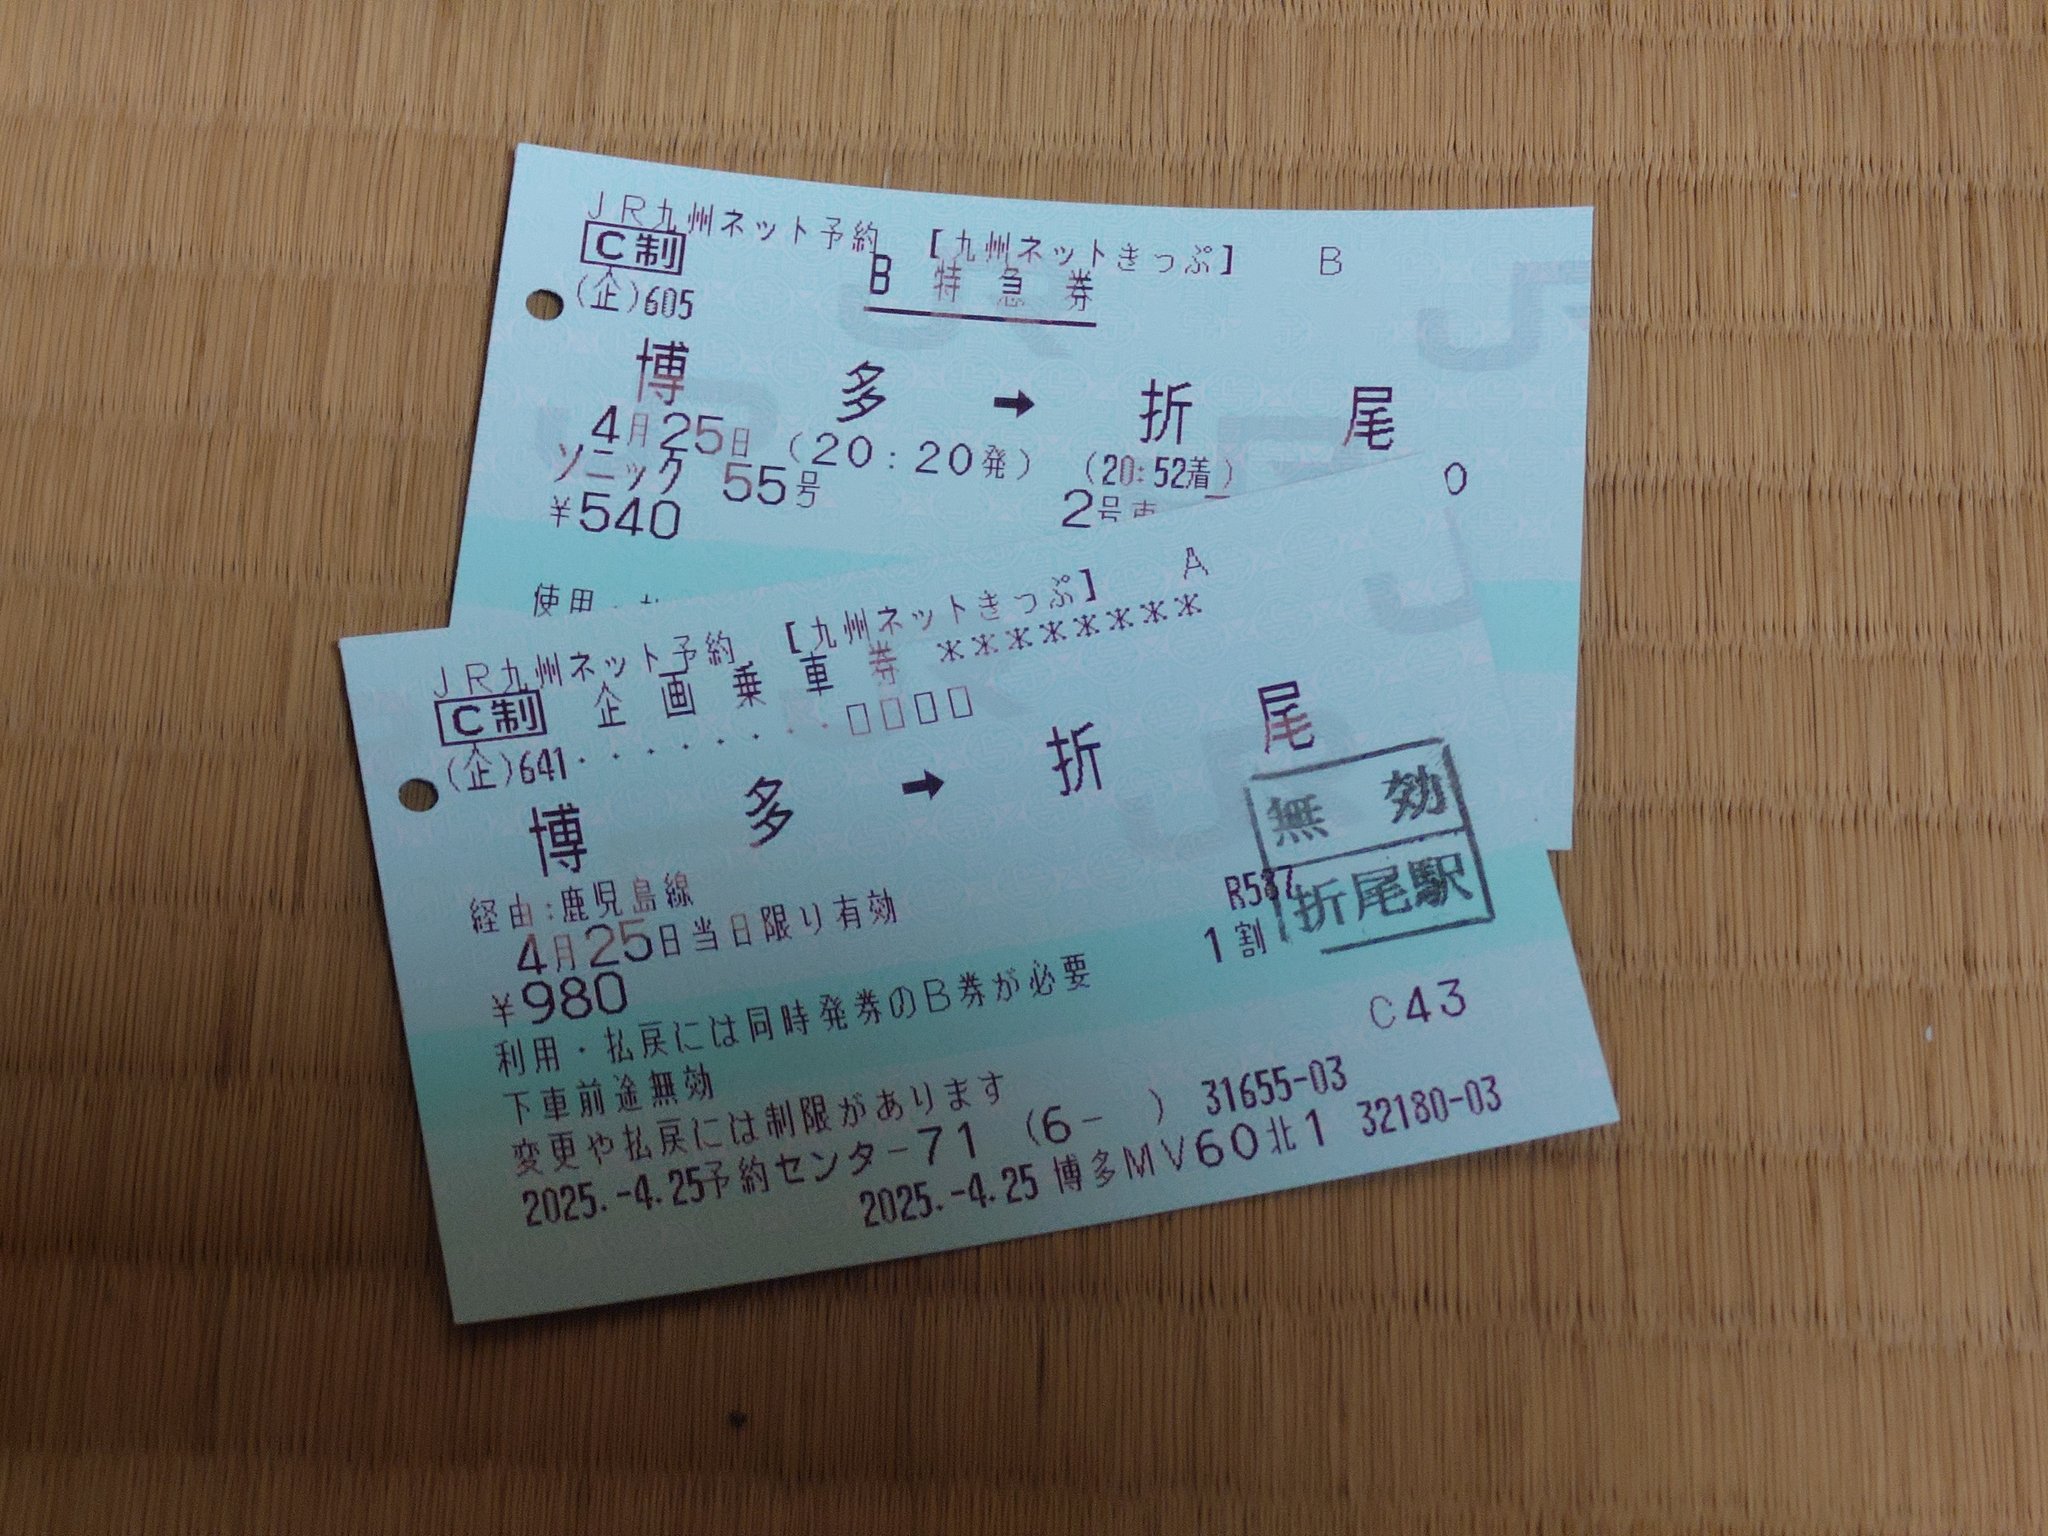 JR九州ネット予約 【九州ネットきっぷ】 B
C制 B特急券
(企)605
博多 → 折尾
4月25日 (20:20発) (20:52着)
ソニック 55号 2号車 0
¥540
JR九州ネット予約 【九州ネットきっぷ】 A
C制 企画乗車券 ********
(企)641・・・・・・・・□□□□
博多 → 折尾
無効
折尾駅
経由:鹿児島線
4月25日当日限り有効
¥980 1割
利用・払戻には同時発券のB券が必要
下車前途無効 C43
変更や払戻には制限があります
2025.-4.25予約センター71 (6- ) 31655-03
2025.-4.25 博多MV60北1 32180-03